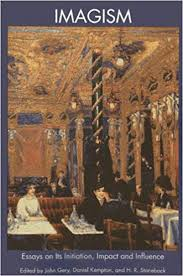 IMAGISM
Essays on Its Initiation, Impact and Influence
Edited by John Gery, Daniel Kempton, and H. R. Stoneback